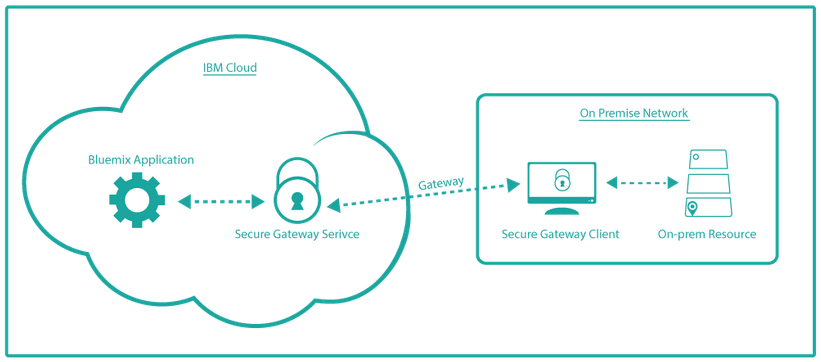 IBM Cloud
On Premise Network
Bluemix Application
Gateway
Secure Gateway Serivce
Secure Gateway Client
On-prem Resource